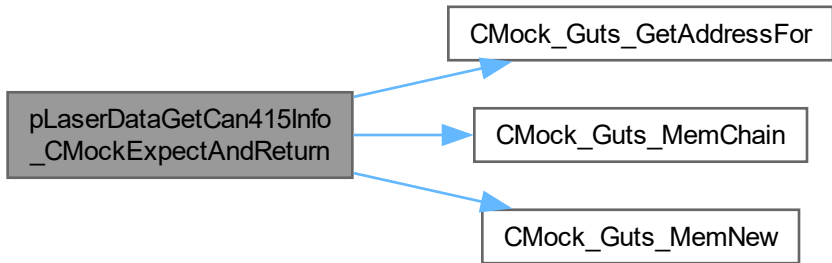 CMock_Guts_GetAddressFor
pLaserDataGetCan415Info
_CMockExpectAndReturn
CMock_Guts_MemChain
CMock_Guts_MemNew